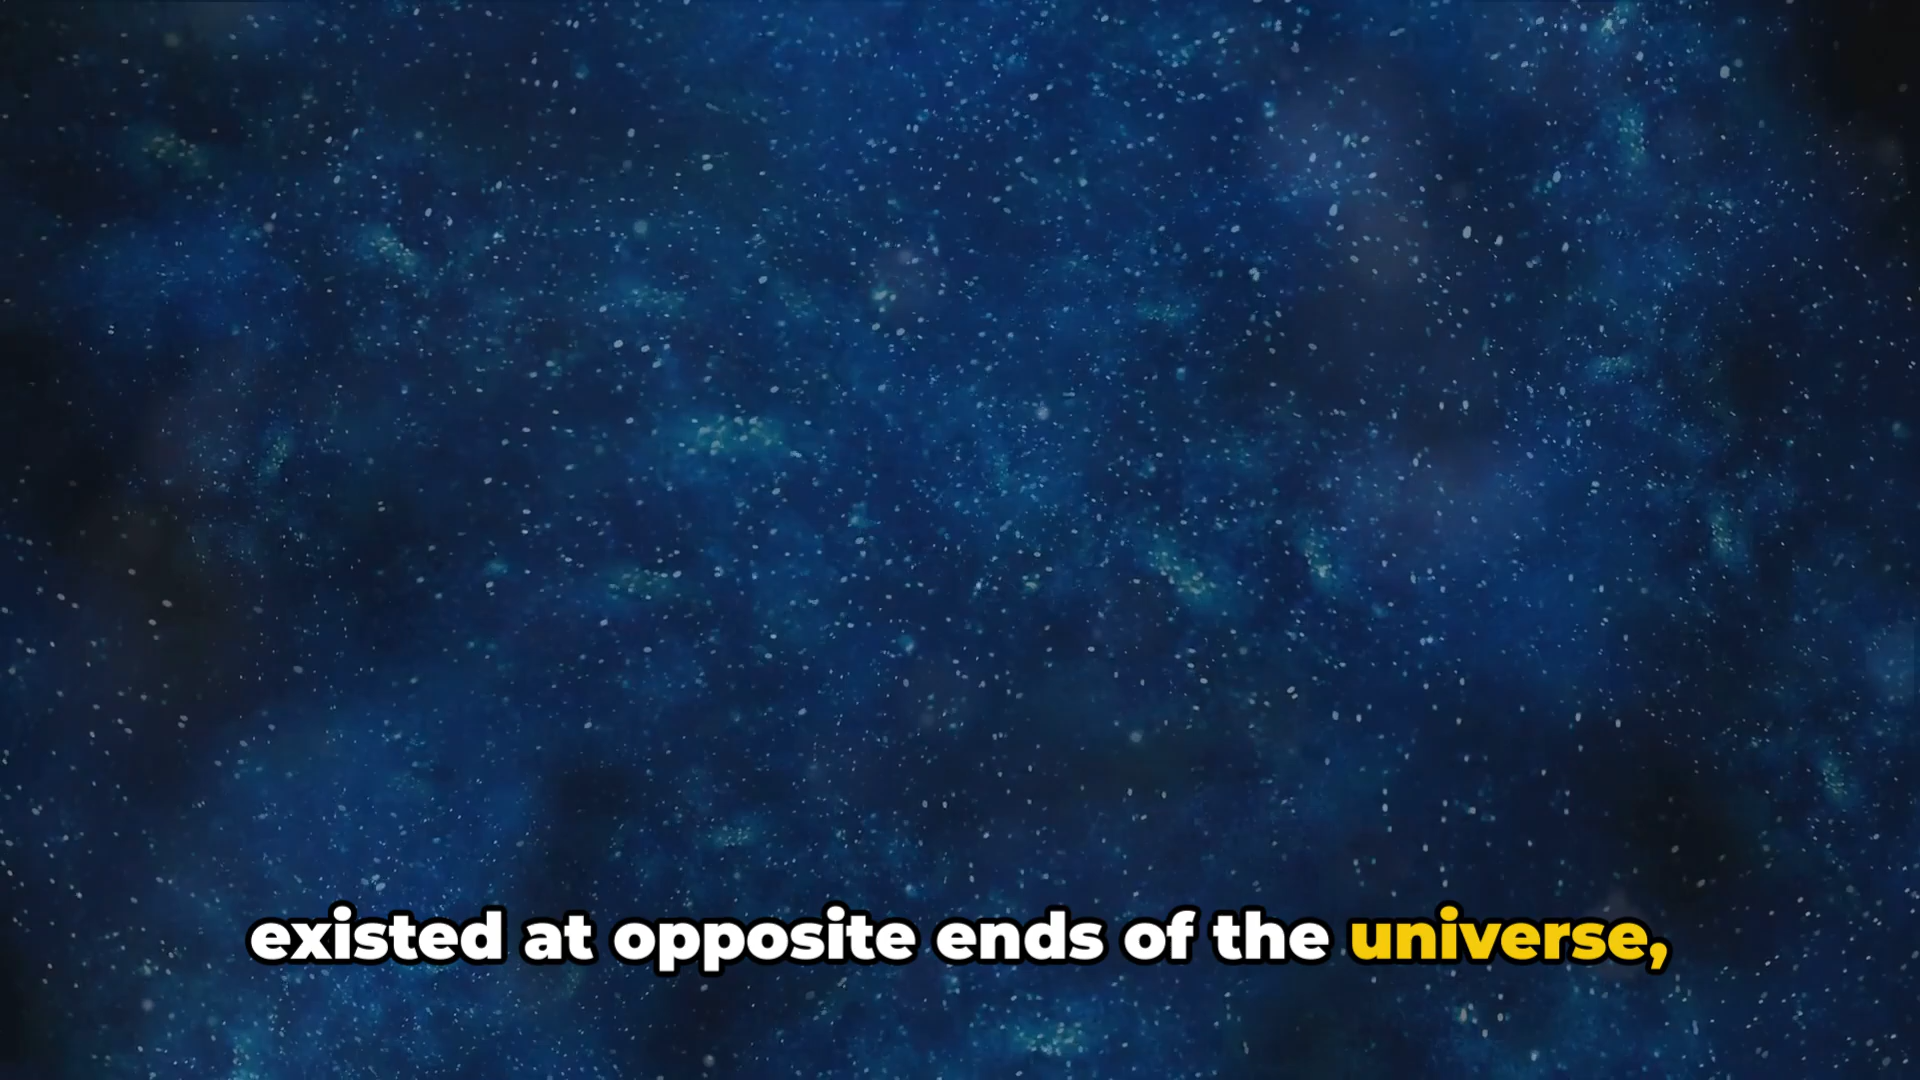 existed at opposite ends of the universe,